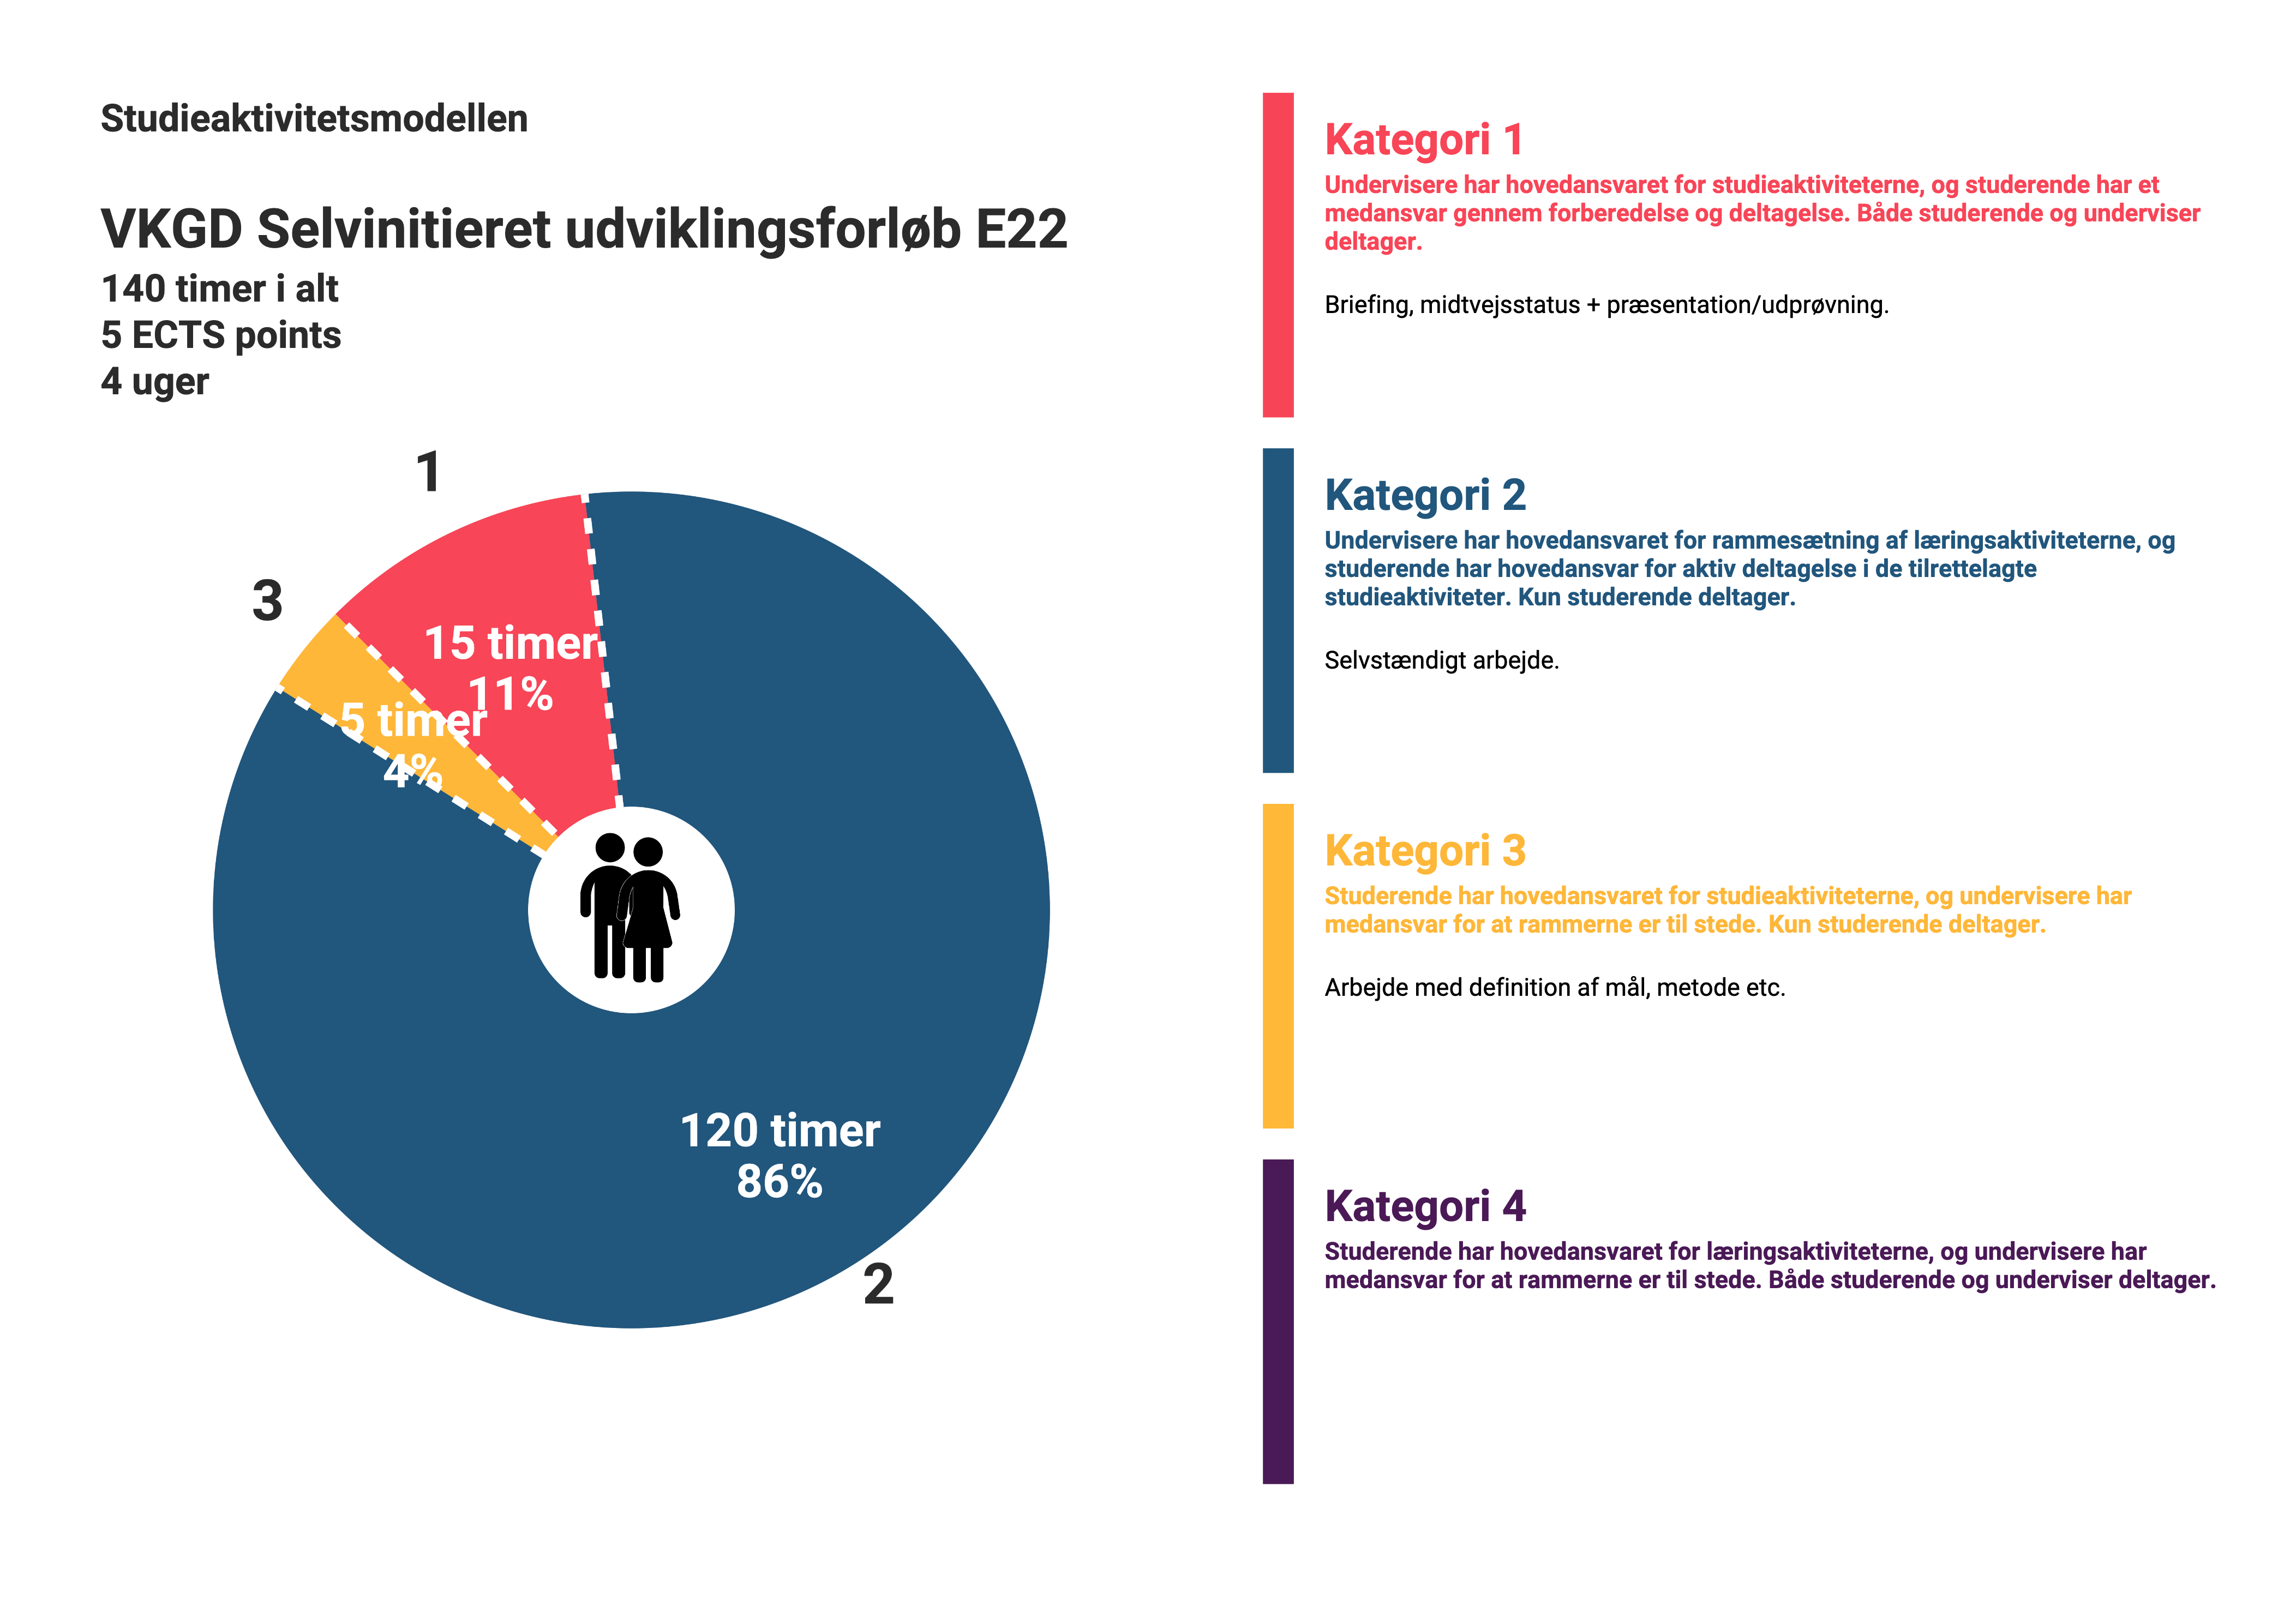 Studieaktivitetsmodellen
VKGD Selvinitieret udviklingsforløb E22
140 timer i alt
5 ECTS points
4 uger
1
3
15 timer
11%
5 timer
4%
120 timer
86%
2
Kategori 1
Undervisere har hovedansvaret for studieaktiviteterne, og studerende har et
medansvar gennem forberedelse og deltagelse. Både studerende og underviser
deltager.
Briefing, midtvejsstatus + præsentation/udprøvning.
Kategori 2
Undervisere har hovedansvaret for rammesætning af læringsaktiviteterne, og
studerende har hovedansvar for aktiv deltagelse i de tilrettelagte
studieaktiviteter. Kun studerende deltager.
Selvstændigt arbejde.
Kategori 3
Studerende har hovedansvaret for studieaktiviteterne, og undervisere har
medansvar for at rammerne er til stede. Kun studerende deltager.
Arbejde med definition af mål, metode etc.
Kategori 4
Studerende har hovedansvaret for læringsaktiviteterne, og undervisere har
medansvar for at rammerne er til stede. Både studerende og underviser deltager.